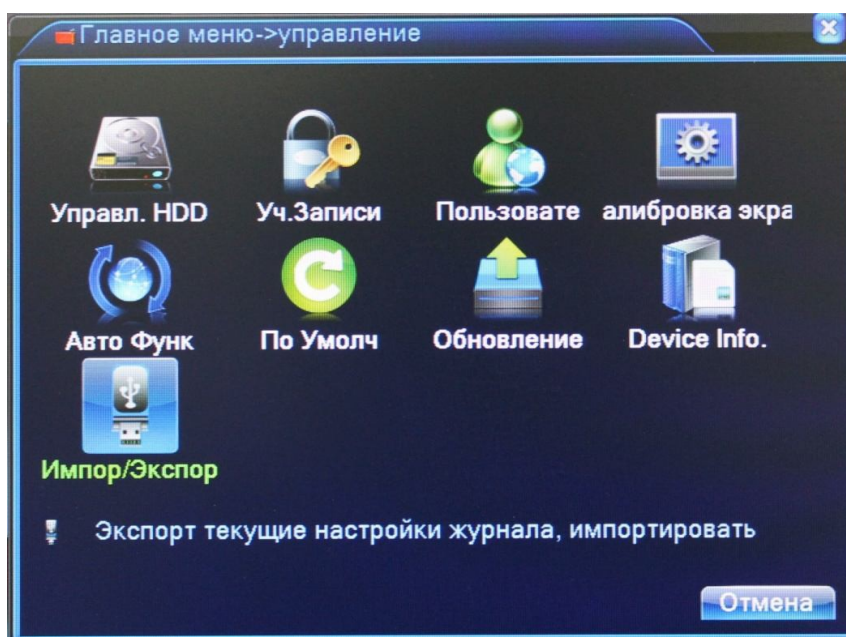 Главное меню->управление
Управл. HDD
Уч.Записи
Пользовате
алибровка экра
Авто Функ
По Умолч
Обновление
Device Info.
Импор/Экспор
Экспорт текущие настройки журнала, импортировать
Отмена